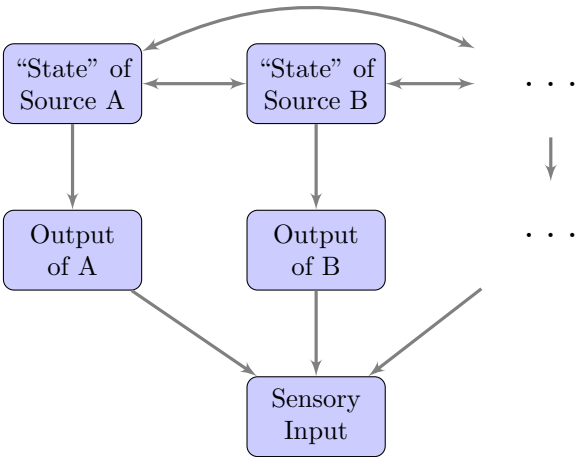 “State” of
Source A
“State” of
Source B
. . .
Output
of A
Output
of B
. . .
Sensory
Input